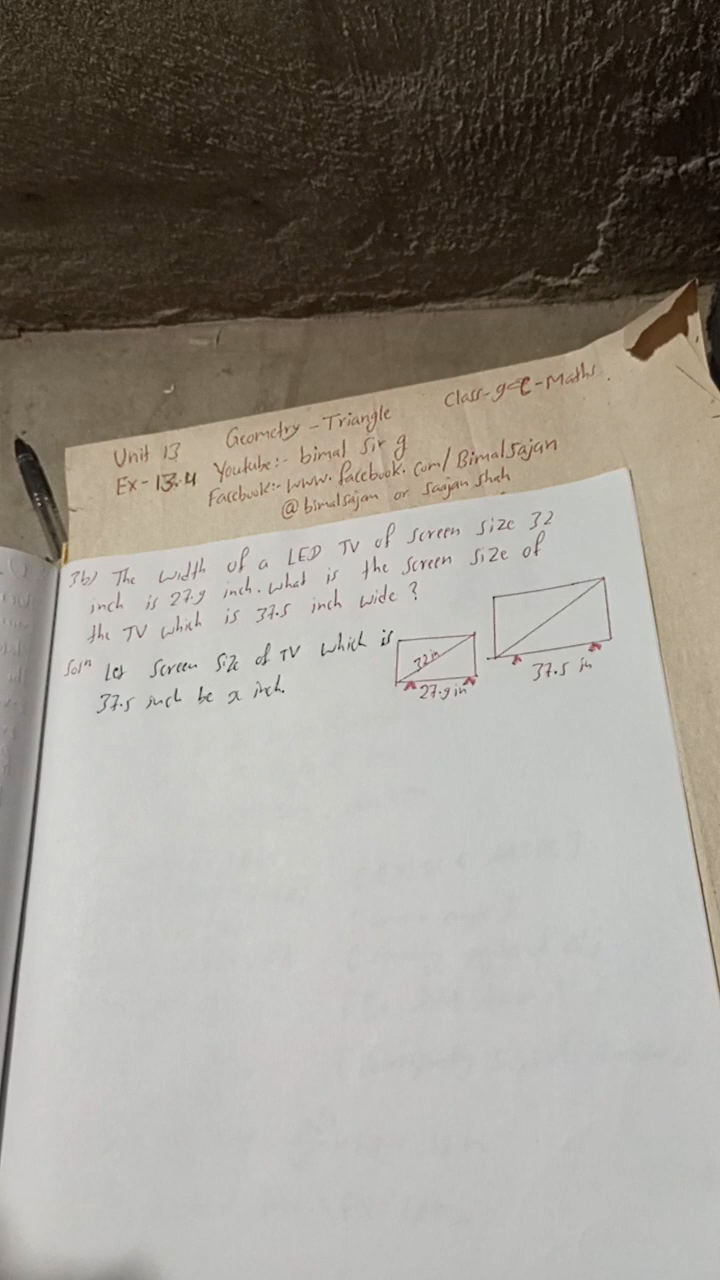 Unit 13 Geometry - Triangle Class-9 - Maths.
Ex - 13.4 Youtube:- bimal sir g
Facebook:- www.facebook.com/Bimalsajan
@bimalsajan or Saajan Shah
3b) The width of a LED TV of screen size 32
inch is 27.9 inch. what is the screen size of
the TV which is 37.5 inch wide ?
Soln Let screen size of TV which is
37.5 inch be x inch.
32in
27.9 in
37.5 in